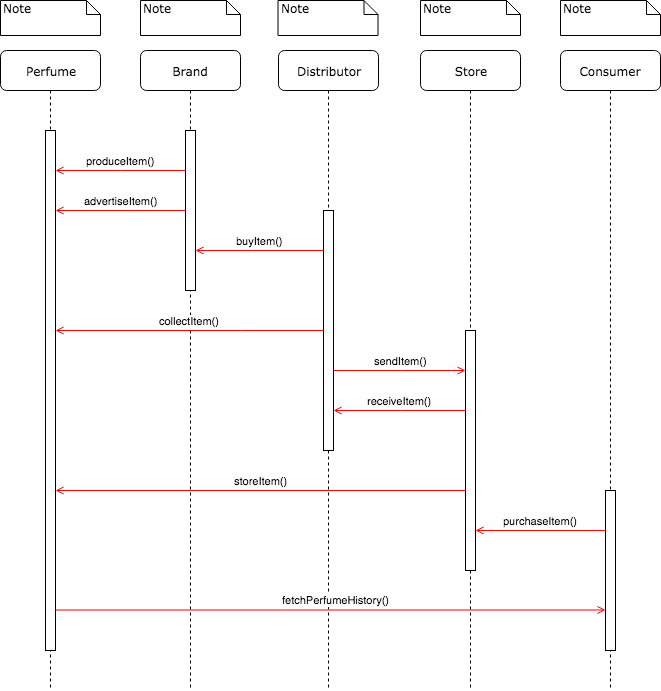 Note
Note
Note
Note
Note
Perfume
Brand
Distributor
Store
Consumer
produceItem()
advertiseItem()
buyItem()
collectItem()
sendItem()
receiveItem()
storeItem()
purchaseItem()
fetchPerfumeHistory()